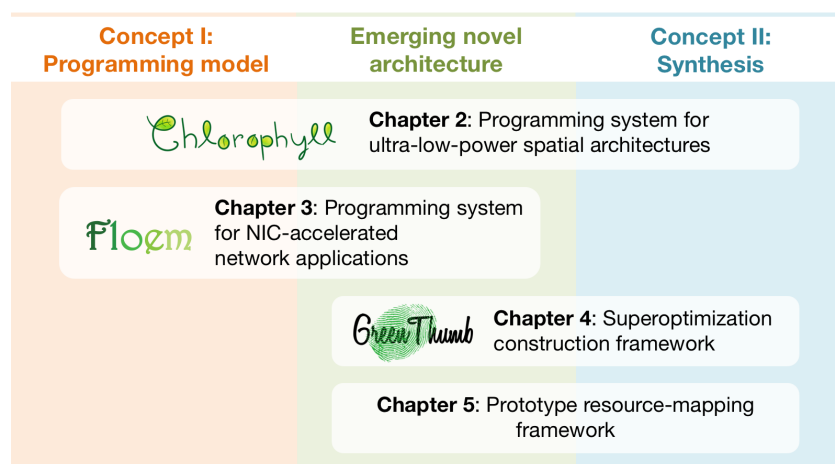 Concept I:
Programming model
Emerging novel
architecture
Concept II:
Synthesis
Chlorophyll
Chapter 2: Programming system for
ultra-low-power spatial architectures
Floem
Chapter 3: Programming system
for NIC-accelerated
network applications
GreenThumb
Chapter 4: Superoptimization
construction framework
Chapter 5: Prototype resource-mapping
framework